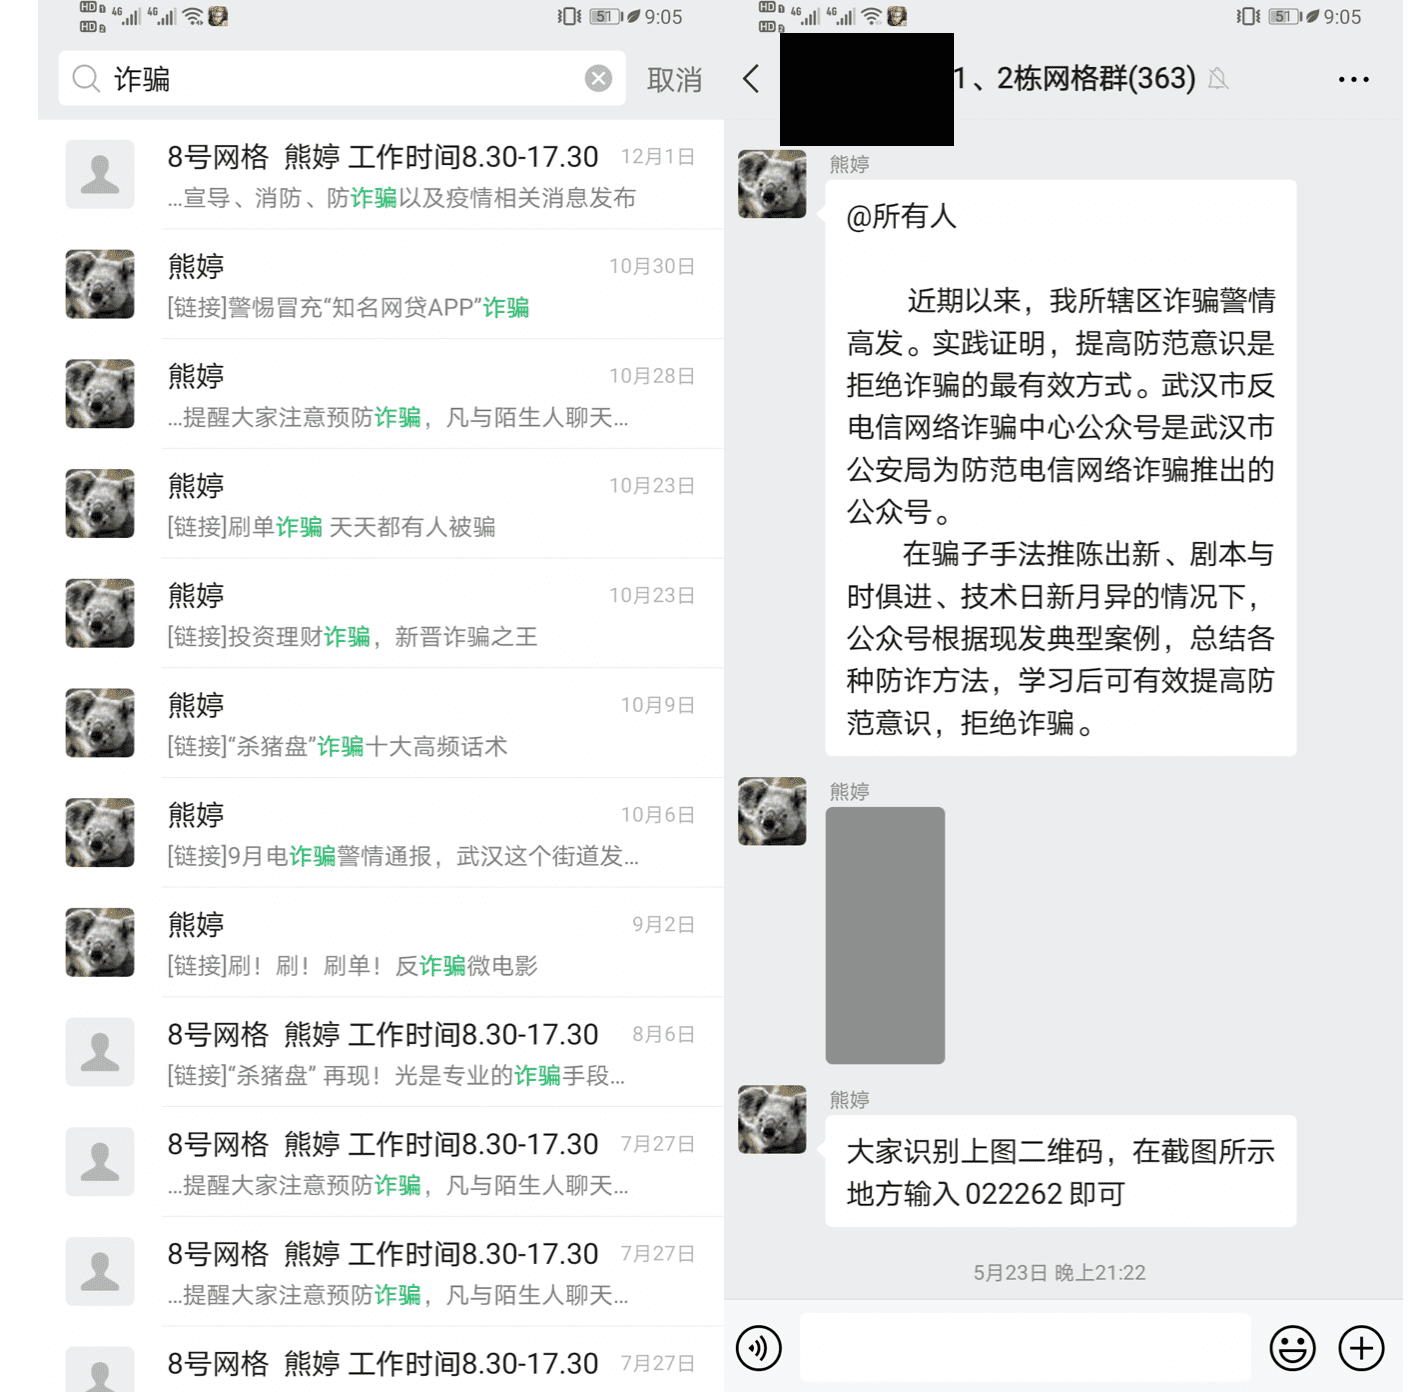 HD 1 4G 4G 51 9:05
HD 2
诈骗 取消
8号网格 熊婷 工作时间8.30-17.30 12月1日
...宣导、消防、防诈骗以及疫情相关消息发布
熊婷 10月30日
[链接]警惕冒充“知名网贷APP”诈骗
熊婷 10月28日
...提醒大家注意预防诈骗，凡与陌生人聊天...
熊婷 10月23日
[链接]刷单诈骗 天天都有人被骗
熊婷 10月23日
[链接]投资理财诈骗，新晋诈骗之王
熊婷 10月9日
[链接]“杀猪盘”诈骗十大高频话术
熊婷 10月6日
[链接]9月电诈骗警情通报，武汉这个街道发...
熊婷 9月2日
[链接]刷！刷！刷单！反诈骗微电影
8号网格 熊婷 工作时间8.30-17.30 8月6日
[链接]“杀猪盘” 再现！光是专业的诈骗手段...
8号网格 熊婷 工作时间8.30-17.30 7月27日
...提醒大家注意预防诈骗，凡与陌生人聊天...
8号网格 熊婷 工作时间8.30-17.30 7月27日
...提醒大家注意预防诈骗，凡与陌生人聊天...
8号网格 熊婷 工作时间8.30-17.30 7月27日
HD 1 4G 4G 51 9:05
HD 2
1、2栋网格群(363)
熊婷
@所有人
近期以来，我所辖区诈骗警情
高发。实践证明，提高防范意识是
拒绝诈骗的最有效方式。武汉市反
电信网络诈骗中心公众号是武汉市
公安局为防范电信网络诈骗推出的
公众号。
在骗子手法推陈出新、剧本与
时俱进、技术日新月异的情况下，
公众号根据现发典型案例，总结各
种防诈方法，学习后可有效提高防
范意识，拒绝诈骗。
熊婷
熊婷
大家识别上图二维码，在截图所示
地方输入 022262 即可
5月23日 晚上21:22